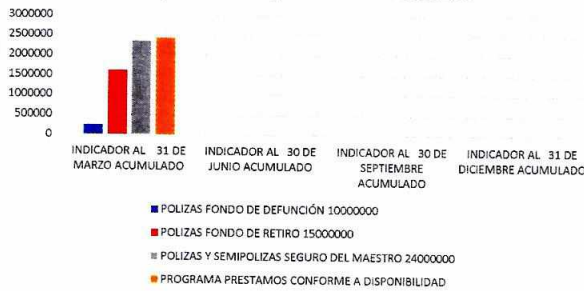 3000000
2500000
2000000
1500000
1000000
500000
0
INDICADOR AL 31 DE MARZO ACUMULADO
INDICADOR AL 30 DE JUNIO ACUMULADO
INDICADOR AL 30 DE SEPTIEMBRE ACUMULADO
INDICADOR AL 31 DE DICIEMBRE ACUMULADO
POLIZAS FONDO DE DEFUNCIÓN 10000000
POLIZAS FONDO DE RETIRO 15000000
POLIZAS Y SEMIPOLIZAS SEGURO DEL MAESTRO 24000000
PROGRAMA PRESTAMOS CONFORME A DISPONIBILIDAD